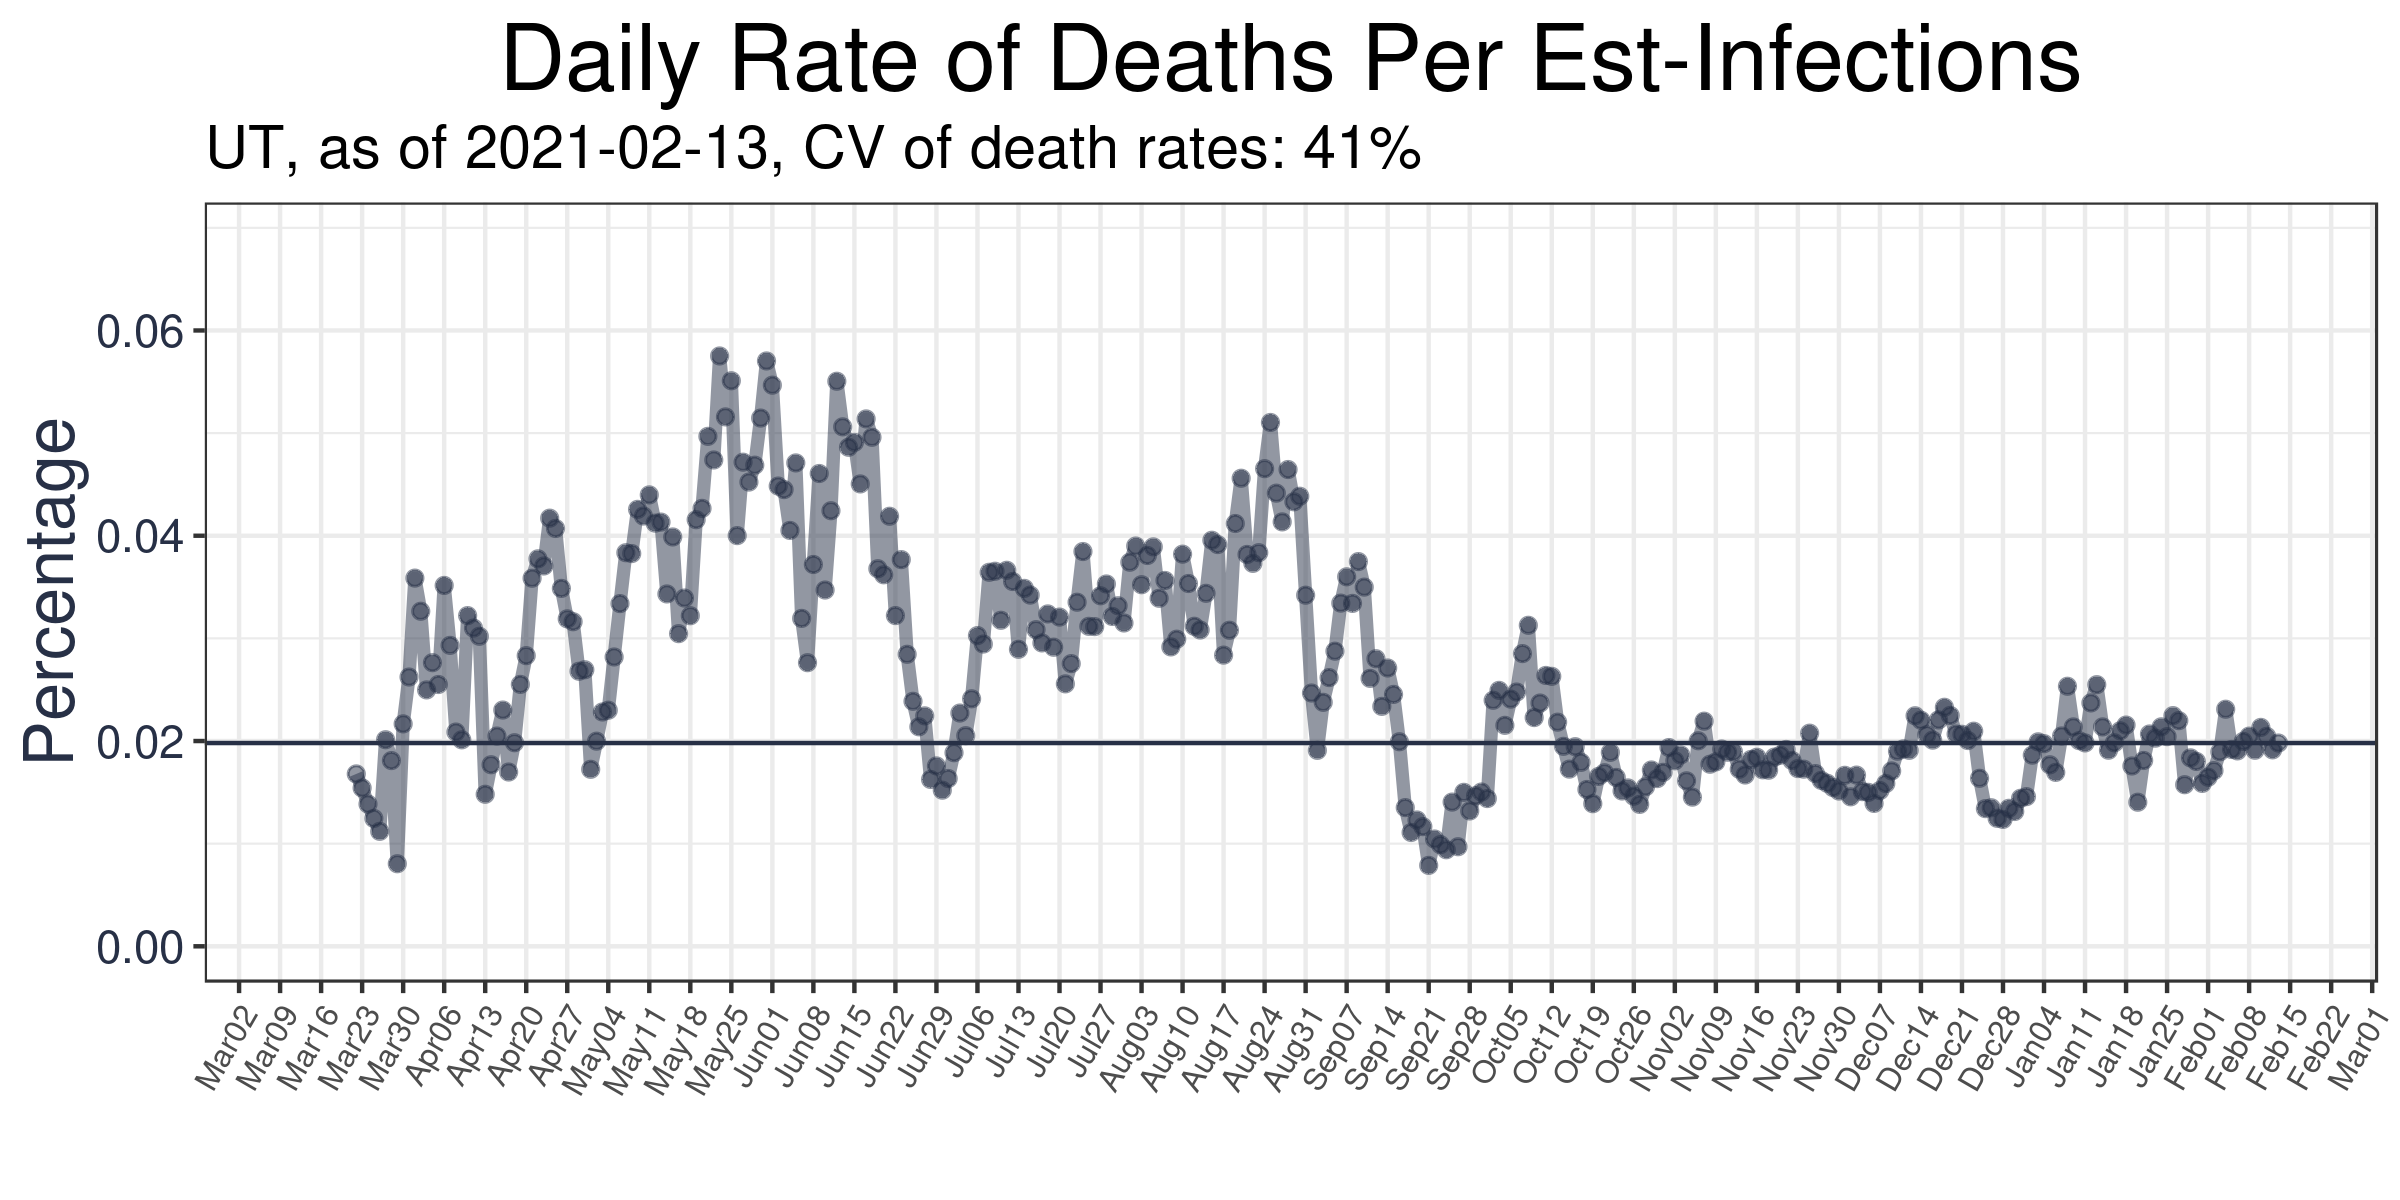 Daily Rate of Deaths Per Est-Infections
UT, as of 2021-02-13, CV of death rates: 41%
Percentage
0.06
0.04
0.02
0.00
Mar02
Mar09
Mar16
Mar23
Mar30
Apr06
Apr13
Apr20
Apr27
May04
May11
May18
May25
Jun01
Jun08
Jun15
Jun22
Jun29
Jul06
Jul13
Jul20
Jul27
Aug03
Aug10
Aug17
Aug24
Aug31
Sep07
Sep14
Sep21
Sep28
Oct05
Oct12
Oct19
Oct26
Nov02
Nov09
Nov16
Nov23
Nov30
Dec07
Dec14
Dec21
Dec28
Jan04
Jan11
Jan18
Jan25
Feb01
Feb08
Feb15
Feb22
Mar01